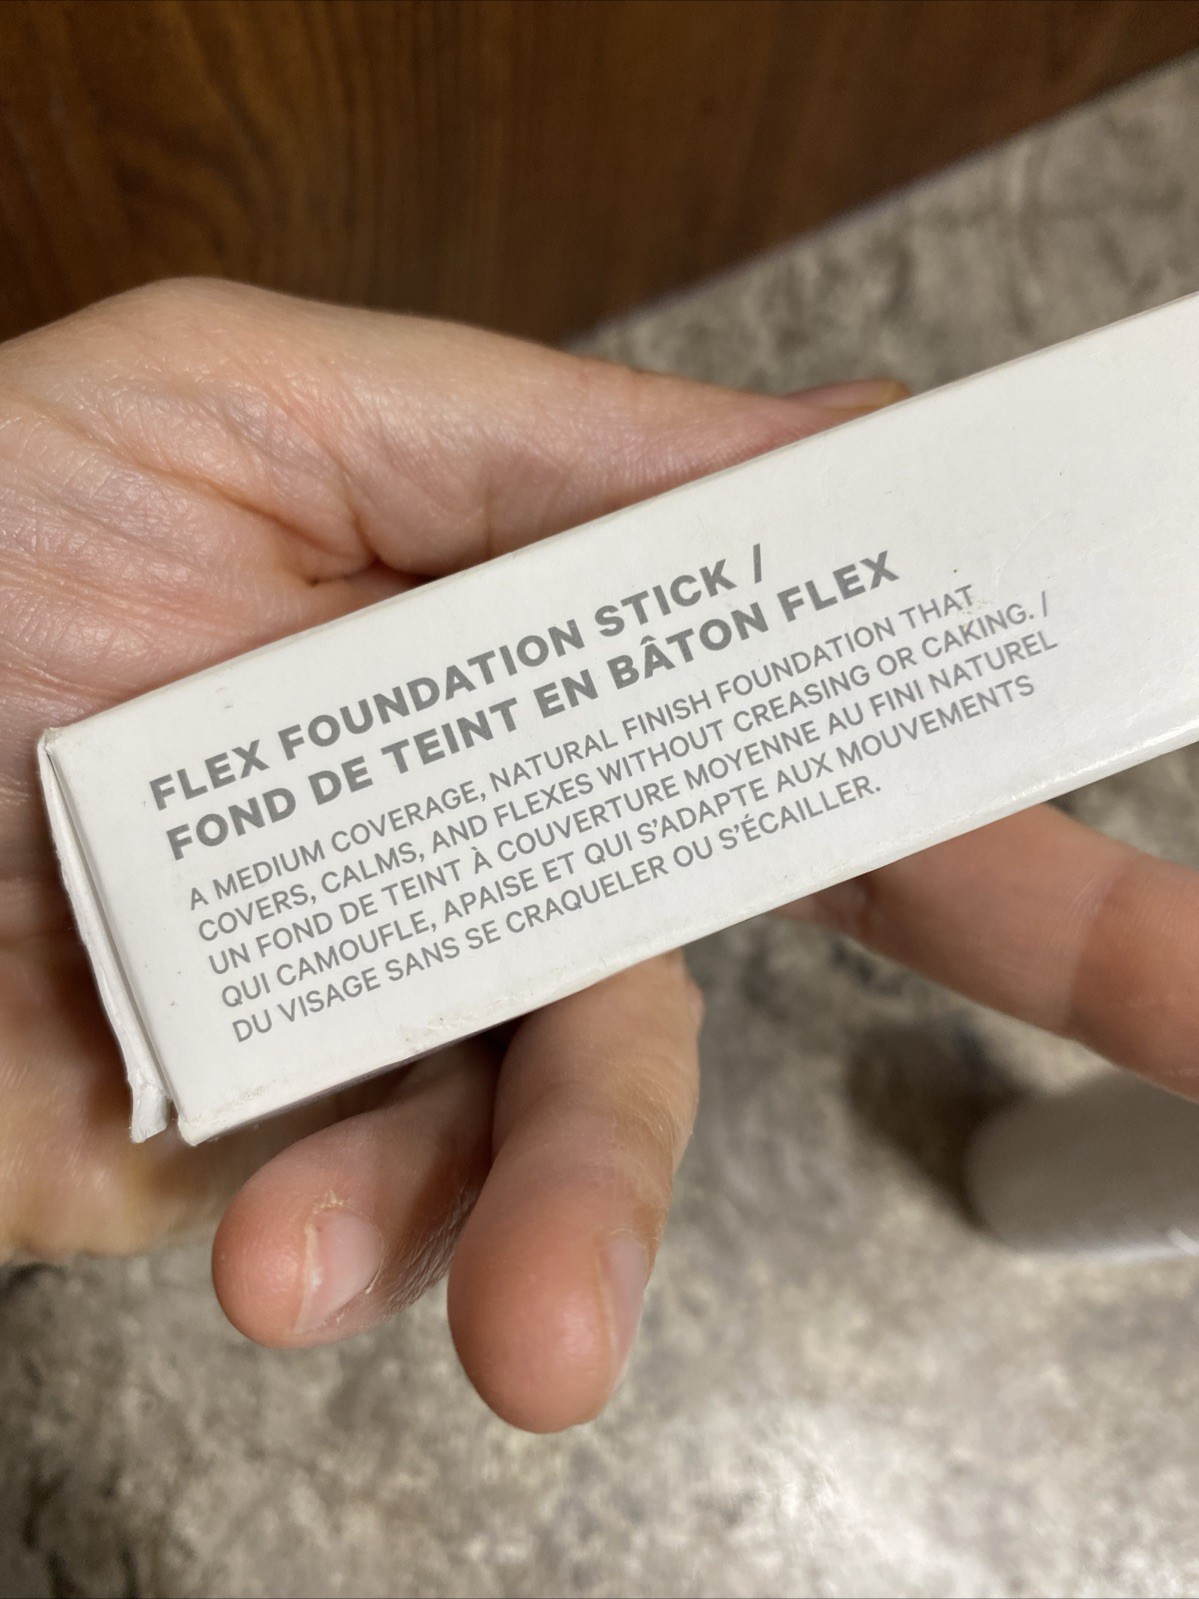 FLEX FOUNDATION STICK /
FOND DE TEINT EN BÂTON FLEX
A MEDIUM COVERAGE, NATURAL FINISH FOUNDATION THAT
COVERS, CALMS, AND FLEXES WITHOUT CREASING OR CAKING. /
UN FOND DE TEINT À COUVERTURE MOYENNE AU FINI NATUREL
QUI CAMOUFLE, APAISE ET QUI S'ADAPTE AUX MOUVEMENTS
DU VISAGE SANS SE CRAQUELER OU S'ÉCAILLER.